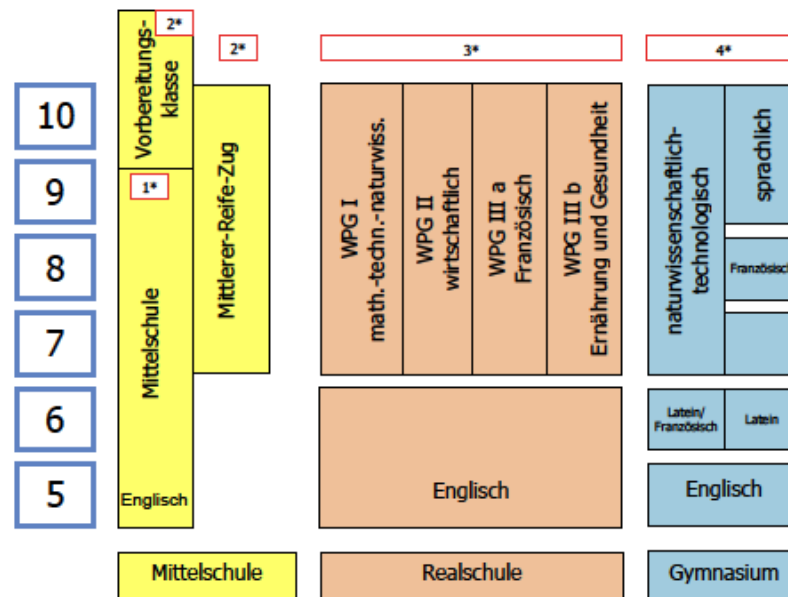 2*
2*
3*
4*
10
9
8
7
6
5
Vorbereitungs-
klasse
1*
Mittelschule
Englisch
Mittlerer-Reife-Zug
WPG I
math.-techn.-naturwiss.
WPG II
wirtschaftlich
WPG III a
Französisch
WPG III b
Ernährung und Gesundheit
Englisch
naturwissenschaftlich-
technologisch
sprachlich
Französisch
Latein/
Französisch
Latein
Englisch
Mittelschule
Realschule
Gymnasium